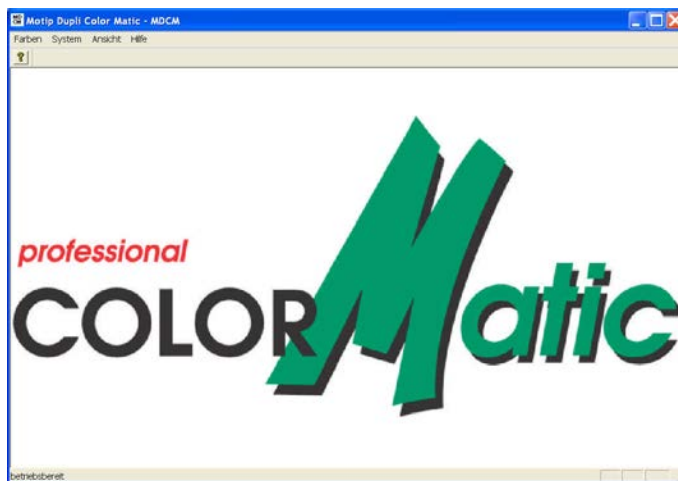 Motip Dupli Color Matic - MDCM
Farben System Ansicht Hilfe
professional
COLORMatic
betriebsbereit